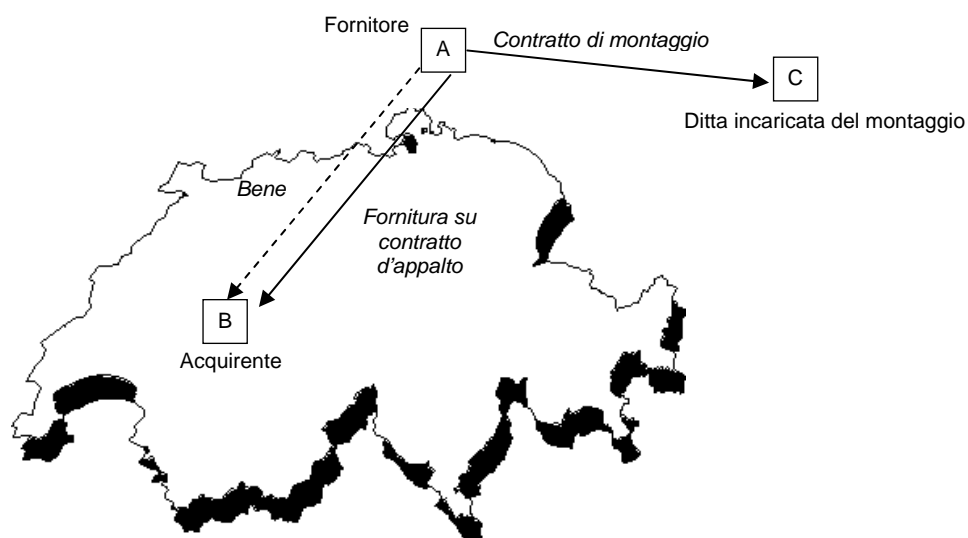 Fornitore
A
Contratto di montaggio
C
Ditta incaricata del montaggio
Bene
Fornitura su
contratto
d'appalto
B
Acquirente